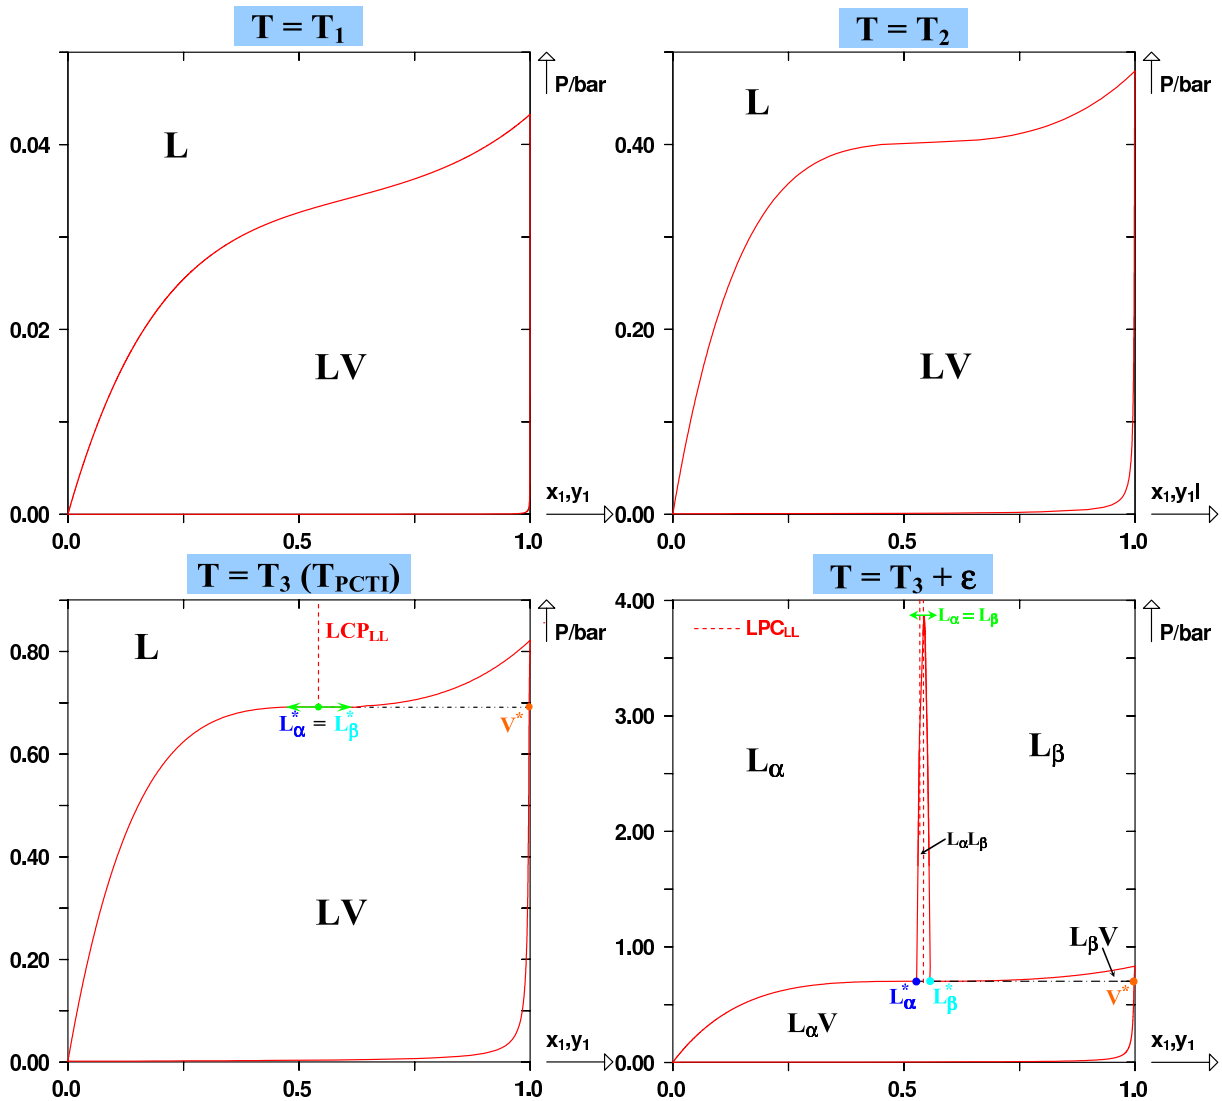 T = T₁
P/bar
0.04
L
0.02
LV
0.00
x₁,y₁
0.0
0.5
1.0
T = T₂
P/bar
L
0.40
0.20
LV
0.00
x₁,y₁l
0.0
0.5
1.0
T = T₃ (T_PCTI)
P/bar
LCP_LL
L
0.80
L*α = L*β
V*
0.60
0.40
LV
0.20
x₁,y₁
0.00
0.0
0.5
1.0
T = T₃ + ε
4.00
Lα = Lβ
LPC_LL
P/bar
3.00
Lα
Lβ
2.00
LαLβ
LβV
1.00
L*α
L*β
V*
LαV
x₁,y₁
0.00
0.0
0.5
1.0